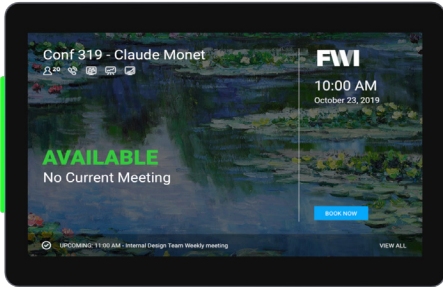 Conf 319 - Claude Monet
20
AVAILABLE
No Current Meeting
FWI
10:00 AM
October 23, 2019
BOOK NOW
UPCOMING: 11:00 AM - Internal Design Team Weekly meeting
VIEW ALL